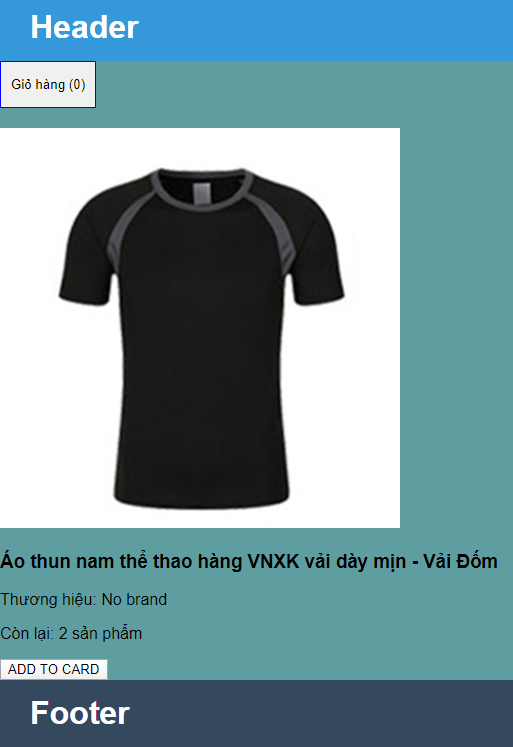 Header
Giỏ hàng (0)
Áo thun nam thể thao hàng VNXK vải dày mịn - Vải Đốm
Thương hiệu: No brand
Còn lại: 2 sản phẩm
ADD TO CARD
Footer